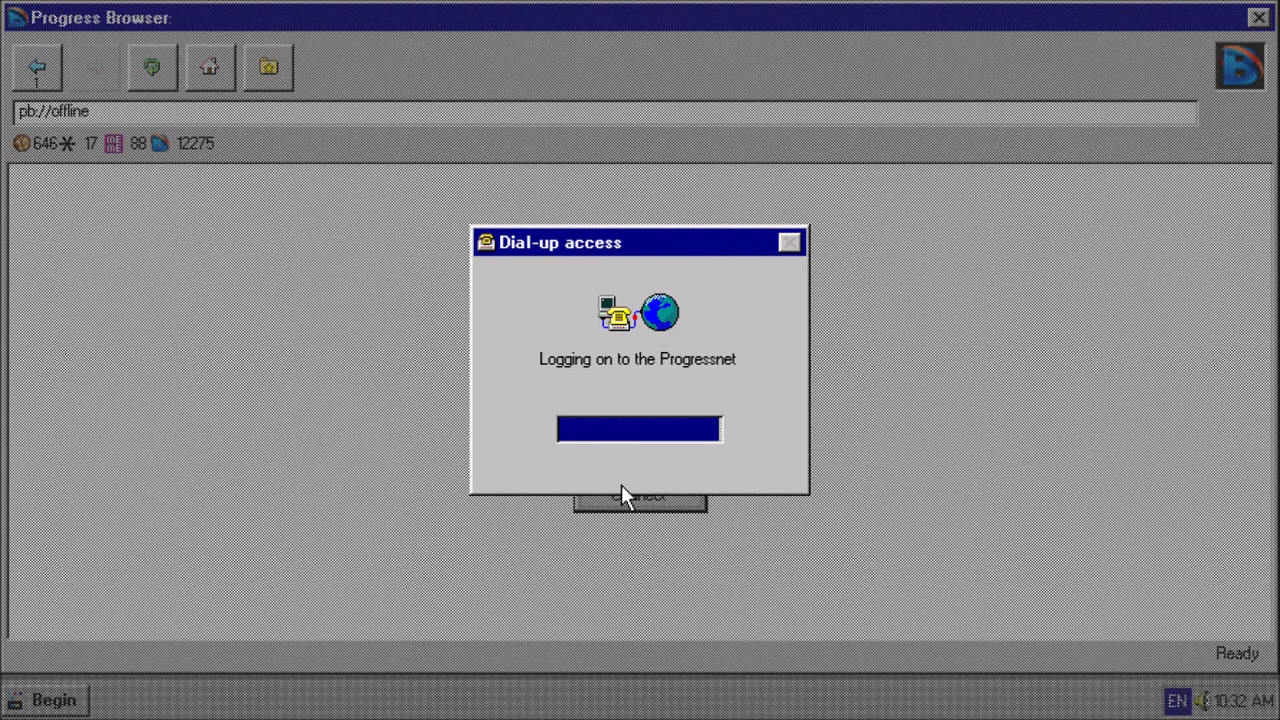 Progress Browser:
1
pb://offline
646 17 88 12275
Dial-up access
Logging on to the Progressnet
Ready
Begin
EN 10:32 AM